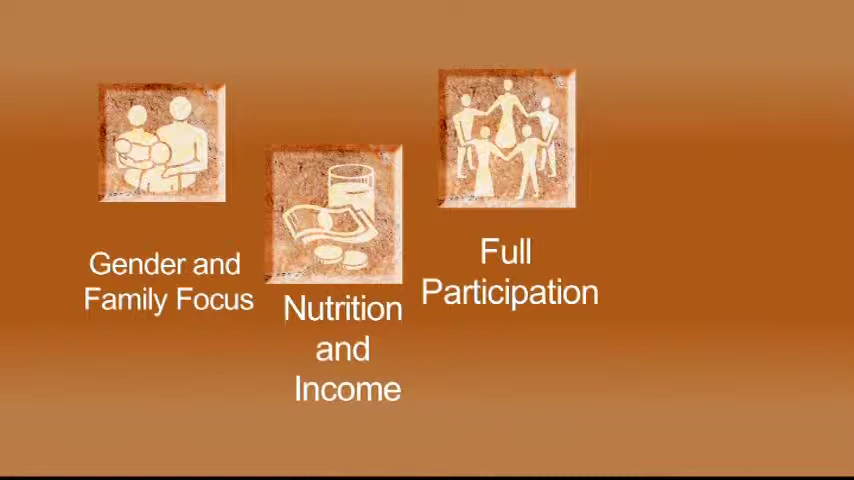 Gender and
Family Focus
Nutrition
and
Income
Full
Participation